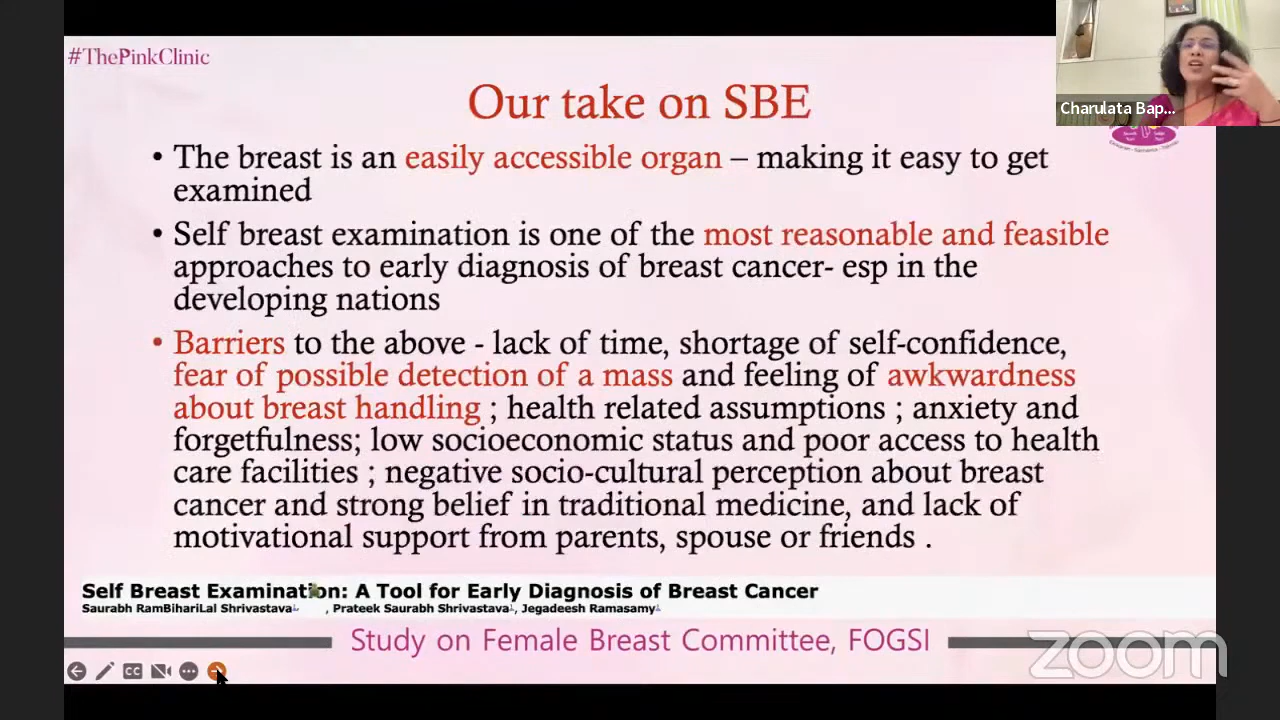 #ThePinkClinic
Our take on SBE
• The breast is an easily accessible organ – making it easy to get
examined
• Self breast examination is one of the most reasonable and feasible
approaches to early diagnosis of breast cancer- esp in the
developing nations
• Barriers to the above - lack of time, shortage of self-confidence,
fear of possible detection of a mass and feeling of awkwardness
about breast handling ; health related assumptions ; anxiety and
forgetfulness; low socioeconomic status and poor access to health
care facilities ; negative socio-cultural perception about breast
cancer and strong belief in traditional medicine, and lack of
motivational support from parents, spouse or friends .
Self Breast Examination: A Tool for Early Diagnosis of Breast Cancer
Saurabh RamBihariLal Shrivastava , Prateek Saurabh Shrivastava, Jegadeesh Ramasamy
Study on Female Breast Committee, FOGSI
Charulata Bap...
CC
zoom